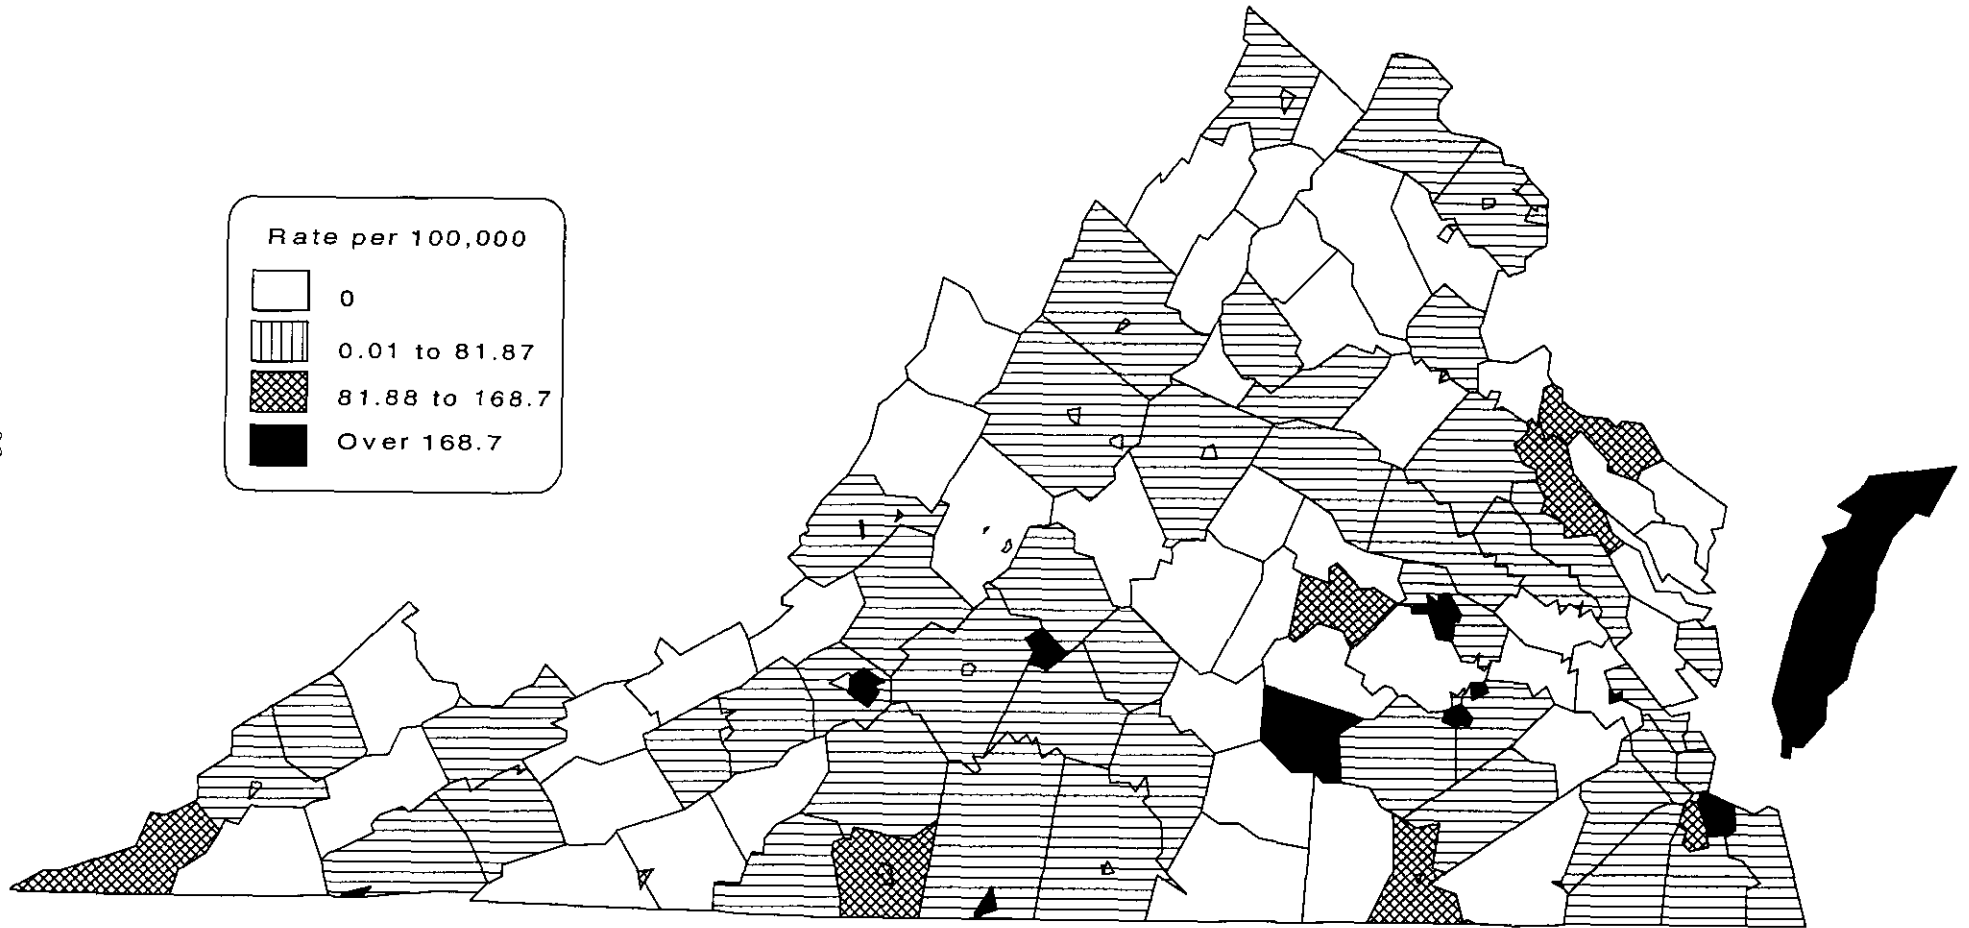 Rate per 100,000
0
0.01 to 81.87
81.88 to 168.7
Over 168.7